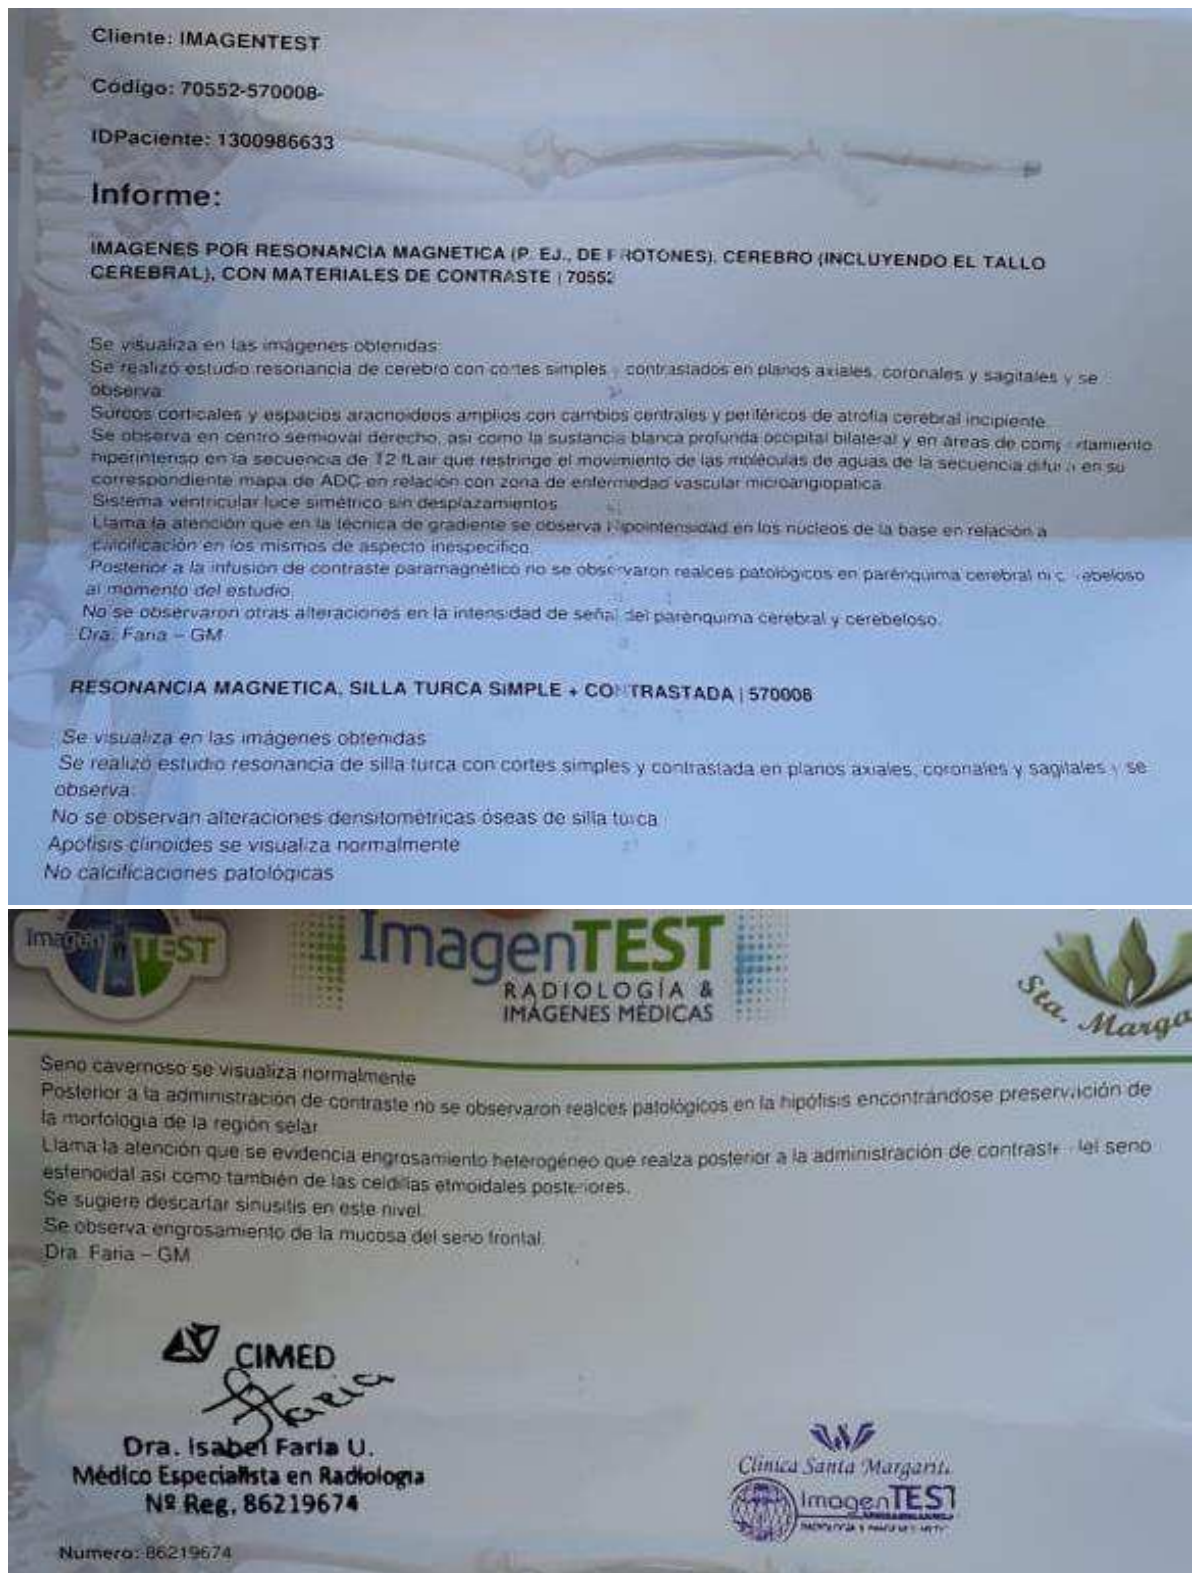 Cliente: IMAGENTEST
Código: 70552-570008-
IDPaciente: 1300986633
Informe:
IMAGENES POR RESONANCIA MAGNETICA (P. EJ., DE PROTONES), CEREBRO (INCLUYENDO EL TALLO
CEREBRAL), CON MATERIALES DE CONTRASTE | 70552
Se visualiza en las imágenes obtenidas:
Se realizó estudio resonancia de cerebro con cortes simples y contrastados en planos axiales, coronales y sagitales y se
observa:
Surcos corticales y espacios aracnoideos amplios con cambios centrales y periféricos de atrofia cerebral incipiente.
Se observa en centro semioval derecho, así como la sustancia blanca profunda occipital bilateral y en áreas de comportamiento
hiperintenso en la secuencia de T2 fLair que restringe el movimiento de las moléculas de aguas de la secuencia en su
correspondiente mapa de ADC en relación con zona de enfermedad vascular microangiopatica.
Sistema ventricular luce simétrico sin desplazamientos.
Llama la atención que en la técnica de gradiente se observa hipointensidad en los núcleos de la base en relación a
calcificación en los mismos de aspecto inespecífico.
Posterior a la infusión de contraste paramagnético no se observaron realces patológicos en parénquima cerebral ni cerebeloso
al momento del estudio.
No se observaron otras alteraciones en la intensidad de señal del parénquima cerebral y cerebeloso.
Dra. Faria – GM
RESONANCIA MAGNETICA, SILLA TURCA SIMPLE + CONTRASTADA | 570008
Se visualiza en las imágenes obtenidas
Se realizó estudio resonancia de silla turca con cortes simples y contrastada en planos axiales, coronales y sagitales y se
observa:
No se observan alteraciones densitométricas óseas de silla turca
Apófisis clinoides se visualiza normalmente
No calcificaciones patológicas
Imagen TEST
ImagenTEST
RADIOLOGÍA &
IMÁGENES MÉDICAS
Sta. Marga
Seno cavernoso se visualiza normalmente
Posterior a la administración de contraste no se observaron realces patológicos en la hipófisis encontrándose preservación de
la morfología de la región selar
Llama la atención que se evidencia engrosamiento heterogéneo que realza posterior a la administración de contraste del seno
esfenoidal así como también de las celdillas etmoidales posteriores.
Se sugiere descartar sinusitis en este nivel.
Se observa engrosamiento de la mucosa del seno frontal.
Dra. Faria – GM
CIMED
Faria
Dra. Isabel Faria U.
Médico Especialista en Radiología
Nº Reg. 86219674
Clínica Santa Margarita
ImagenTEST
Numero: 86219674